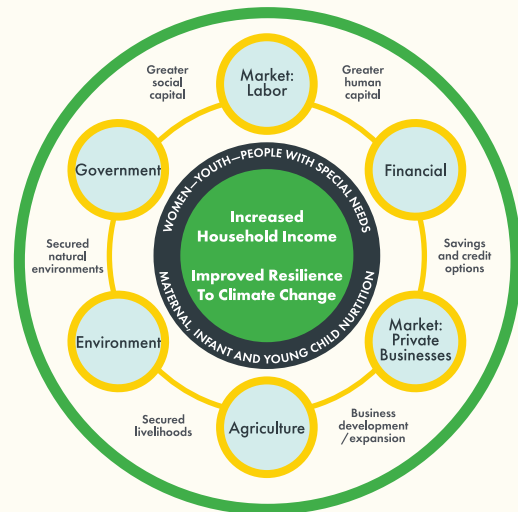 Market:
Labor
Greater
social
capital
Greater
human
capital
Government
Financial
WOMEN—YOUTH—PEOPLE WITH SPECIAL NEEDS
Increased
Household Income
Improved Resilience
To Climate Change
MATERNAL, INFANT AND YOUNG CHILD NURTITION
Secured
natural
environments
Savings
and credit
options
Environment
Market:
Private
Businesses
Secured
livelihoods
Agriculture
Business
development
/expansion